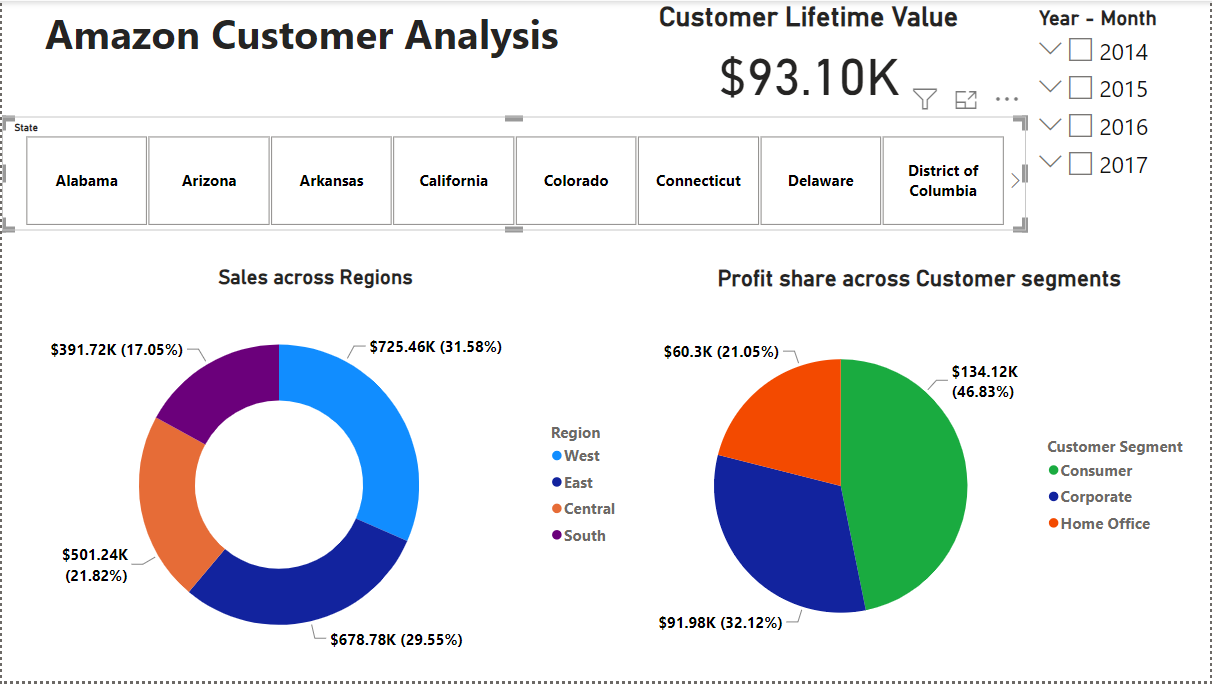 Amazon Customer Analysis
Customer Lifetime Value
$93.10K
Year - Month
2014
2015
2016
2017
State
Alabama
Arizona
Arkansas
California
Colorado
Connecticut
Delaware
District of
Columbia
Sales across Regions
$391.72K (17.05%)
$725.46K (31.58%)
$501.24K
(21.82%)
$678.78K (29.55%)
Region
West
East
Central
South
Profit share across Customer segments
$60.3K (21.05%)
$134.12K
(46.83%)
$91.98K (32.12%)
Customer Segment
Consumer
Corporate
Home Office